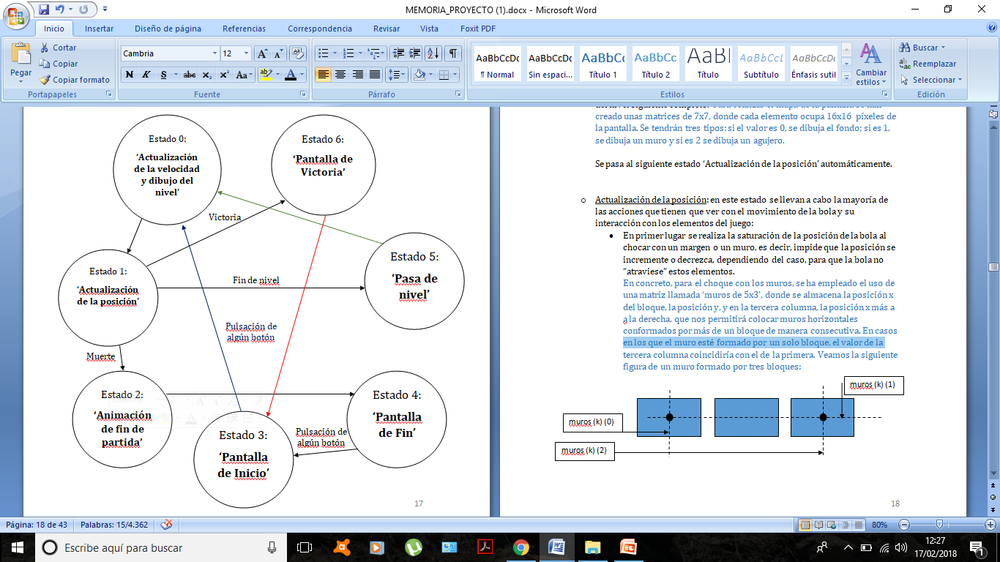 MEMORIA_PROYECTO (1).docx - Microsoft Word
Inicio
Insertar
Diseño de página
Referencias
Correspondencia
Revisar
Vista
Foxit PDF
Pegar
Cortar
Copiar
Copiar formato
Portapapeles
Cambria
12
N K S abc x₂ x² Aa
Fuente
Párrafo
AaBbCcDc
¶ Normal
AaBbCcDc
Sin espaci...
AaBbCc
Título 1
AaBbCc
Título 2
AaBl
Título
AaBbCcL
Subtítulo
AaBbCcDc
Énfasis sutil
Cambiar
estilos
Estilos
Buscar
Reemplazar
Seleccionar
Edición
Estado 0:
‘Actualización
de la velocidad
y dibujo del
nivel’
Estado 6:
‘Pantalla de
Victoria’
Victoria
Estado 1:
‘Actualización
de la posición’
Fin de nivel
Estado 5:
‘Pasa de
nivel’
Pulsación de
algún botón
Muerte
Estado 2:
‘Animación
de fin de
partida’
Estado 3:
‘Pantalla
de Inicio’
Pulsación de
algún botón
Estado 4:
‘Pantalla
de Fin’
17
creado unas matrices de 7x7, donde cada elemento ocupa 16x16 píxeles de
la pantalla. Se tendrán tres tipos: si el valor es 0, se dibuja el fondo; si es 1,
se dibuja un muro y si es 2 se dibuja un agujero.
Se pasa al siguiente estado ‘Actualización de la posición’ automáticamente.
o Actualización de la posición: en este estado se llevan a cabo la mayoría de
las acciones que tienen que ver con el movimiento de la bola y su
interacción con los elementos del juego:
• En primer lugar se realiza la saturación de la posición de la bola al
chocar con un margen o un muro, es decir, impide que la posición se
incremente o decrezca, dependiendo del caso, para que la bola no
“atraviese” estos elementos.
En concreto, para el choque con los muros, se ha empleado el uso de
una matriz llamada ‘muros de 5x3’, donde se almacena la posición x
del bloque, la posición y, y en la tercera columna, la posición x más a
a la derecha, que nos permitirá colocar muros horizontales
conformados por más de un bloque de manera consecutiva. En casos
en los que el muro esté formado por un solo bloque, el valor de la
tercera columna coincidiría con el de la primera. Veamos la siguiente
figura de un muro formado por tres bloques:
muros (k) (1)
muros (k) (0)
muros (k) (2)
18
Página: 18 de 43
Palabras: 15/4.362
80%
Escribe aquí para buscar
12:27
17/02/2018
1